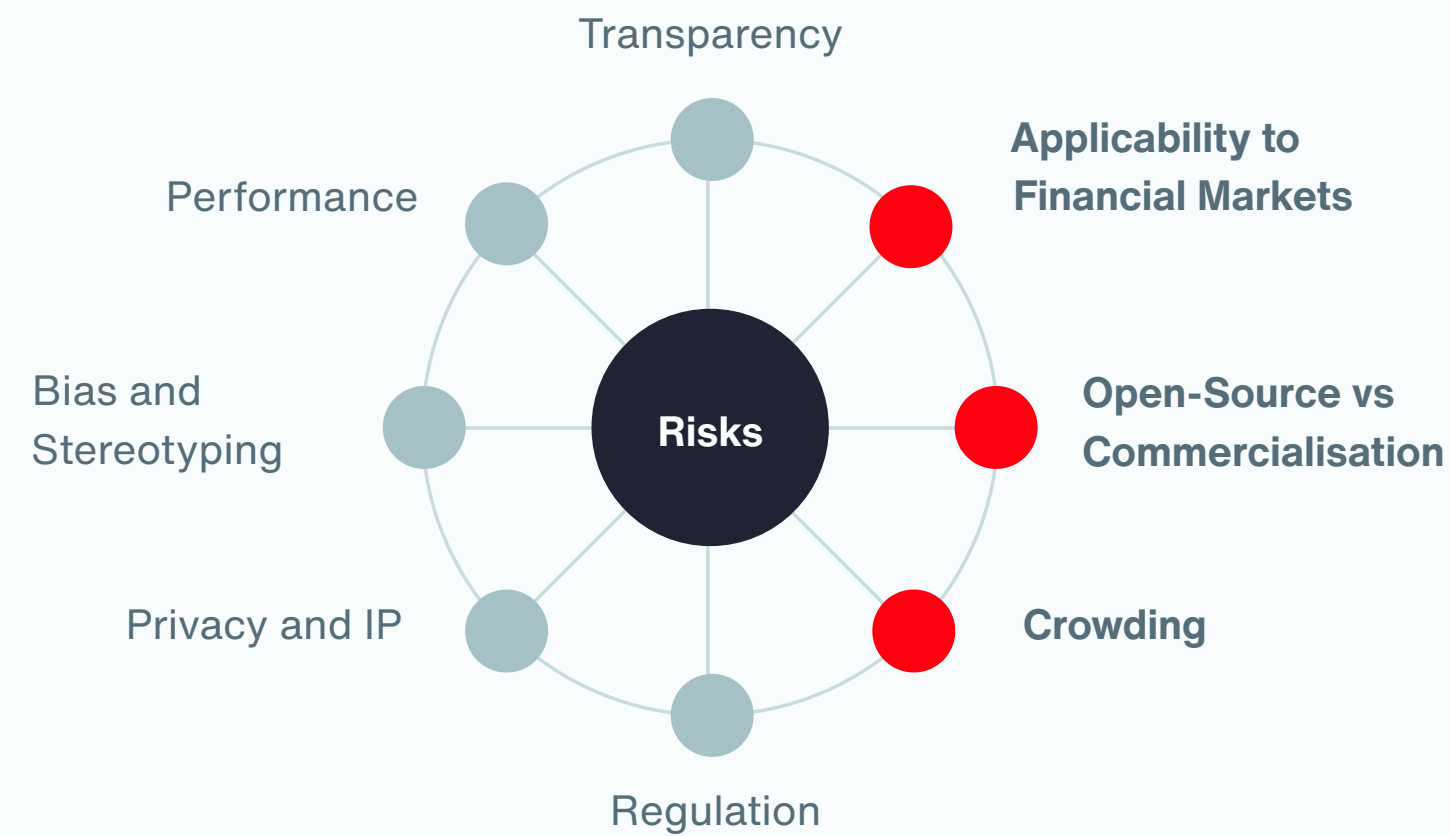 Transparency
Applicability to
Financial Markets
Performance
Bias and
Stereotyping
Risks
Open-Source vs
Commercialisation
Privacy and IP
Crowding
Regulation